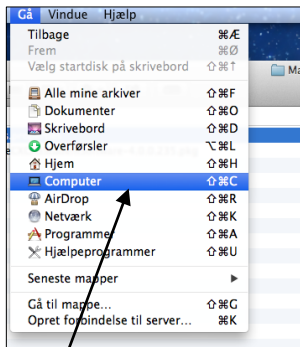 Gå Vindue Hjælp
Tilbage ⌘Æ
Frem ⌘Ø
Vælg startdisk på skrivebord ⇧⌘↑
Alle mine arkiver ⇧⌘F
Dokumenter ⇧⌘O
Skrivebord ⇧⌘D
Overførsler ⌥⌘L
Hjem ⇧⌘H
Computer ⇧⌘C
AirDrop ⇧⌘R
Netværk ⇧⌘K
Programmer ⇧⌘A
Hjælpeprogrammer ⇧⌘U
Seneste mapper ▶
Gå til mappe... ⇧⌘G
Opret forbindelse til server... ⌘K